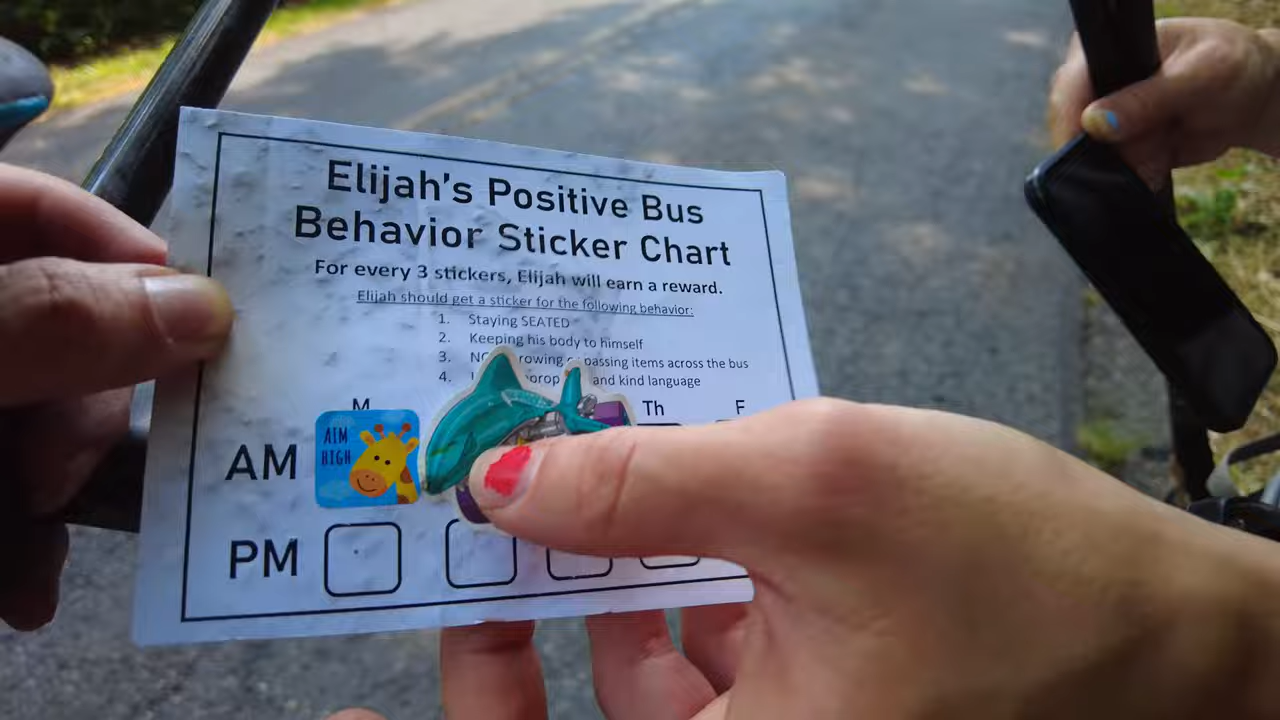 Elijah's Positive Bus
Behavior Sticker Chart
For every 3 stickers, Elijah will earn a reward.
Elijah should get a sticker for the following behavior:
1. Staying SEATED
2. Keeping his body to himself
3. passing items across the bus
4. and kind language
M Th F
AM AIM
HIGH
PM